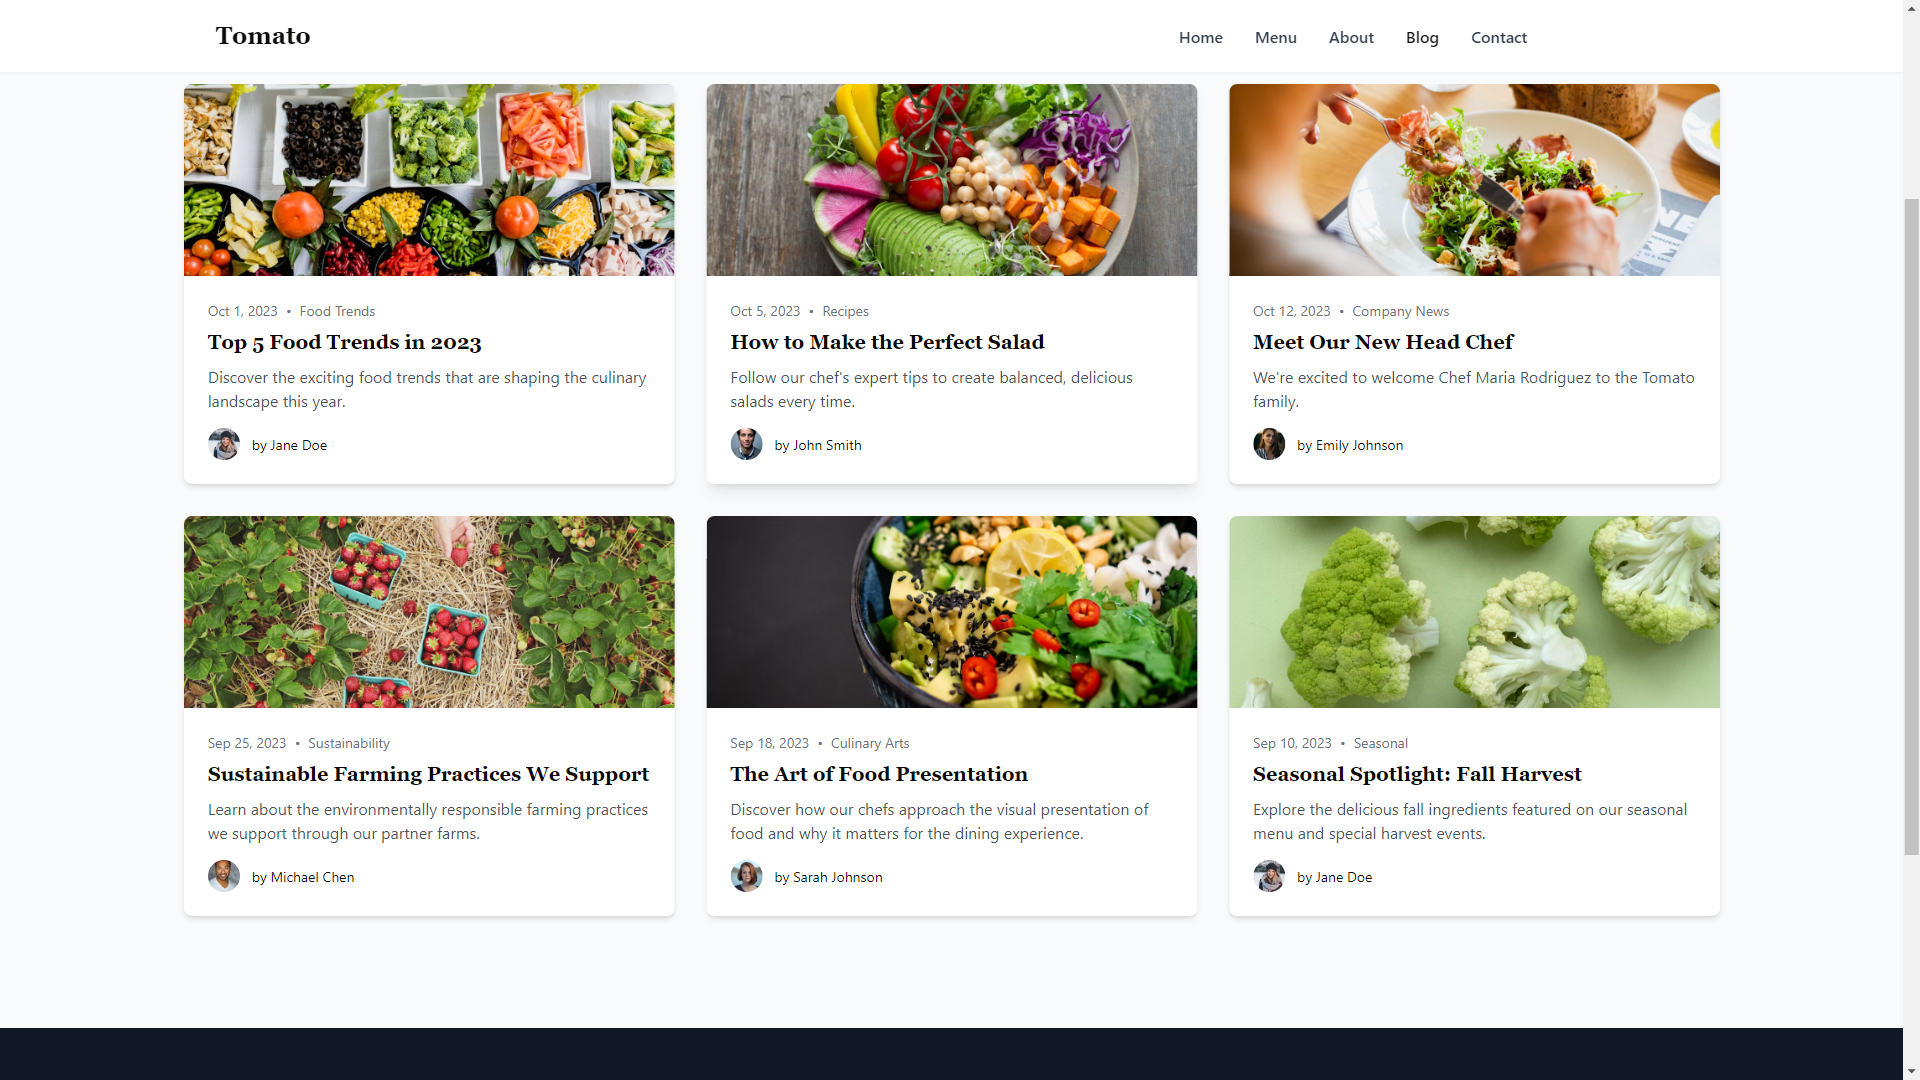 Tomato
Home
Menu
About
Blog
Contact
Oct 1, 2023 • Food Trends
Top 5 Food Trends in 2023
Discover the exciting food trends that are shaping the culinary
landscape this year.
by Jane Doe
Oct 5, 2023 • Recipes
How to Make the Perfect Salad
Follow our chef's expert tips to create balanced, delicious
salads every time.
by John Smith
Oct 12, 2023 • Company News
Meet Our New Head Chef
We're excited to welcome Chef Maria Rodriguez to the Tomato
family.
by Emily Johnson
Sep 25, 2023 • Sustainability
Sustainable Farming Practices We Support
Learn about the environmentally responsible farming practices
we support through our partner farms.
by Michael Chen
Sep 18, 2023 • Culinary Arts
The Art of Food Presentation
Discover how our chefs approach the visual presentation of
food and why it matters for the dining experience.
by Sarah Johnson
Sep 10, 2023 • Seasonal
Seasonal Spotlight: Fall Harvest
Explore the delicious fall ingredients featured on our seasonal
menu and special harvest events.
by Jane Doe